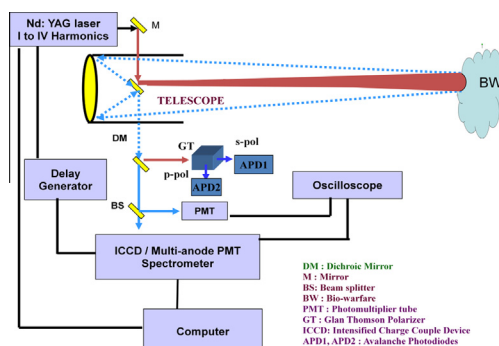 Nd: YAG laser
I to IV Harmonics
M
BW
TELESCOPE
DM
GT
s-pol
APD1
p-pol
APD2
Delay
Generator
Oscilloscope
BS
PMT
ICCD / Multi-anode PMT
Spectrometer
Computer
DM : Dichroic Mirror
M : Mirror
BS: Beam splitter
BW : Bio-warfare
PMT : Photomultiplier tube
GT : Glan Thomson Polarizer
ICCD: Intensified Charge Couple Device
APD1, APD2 : Avalanche Photodiodes